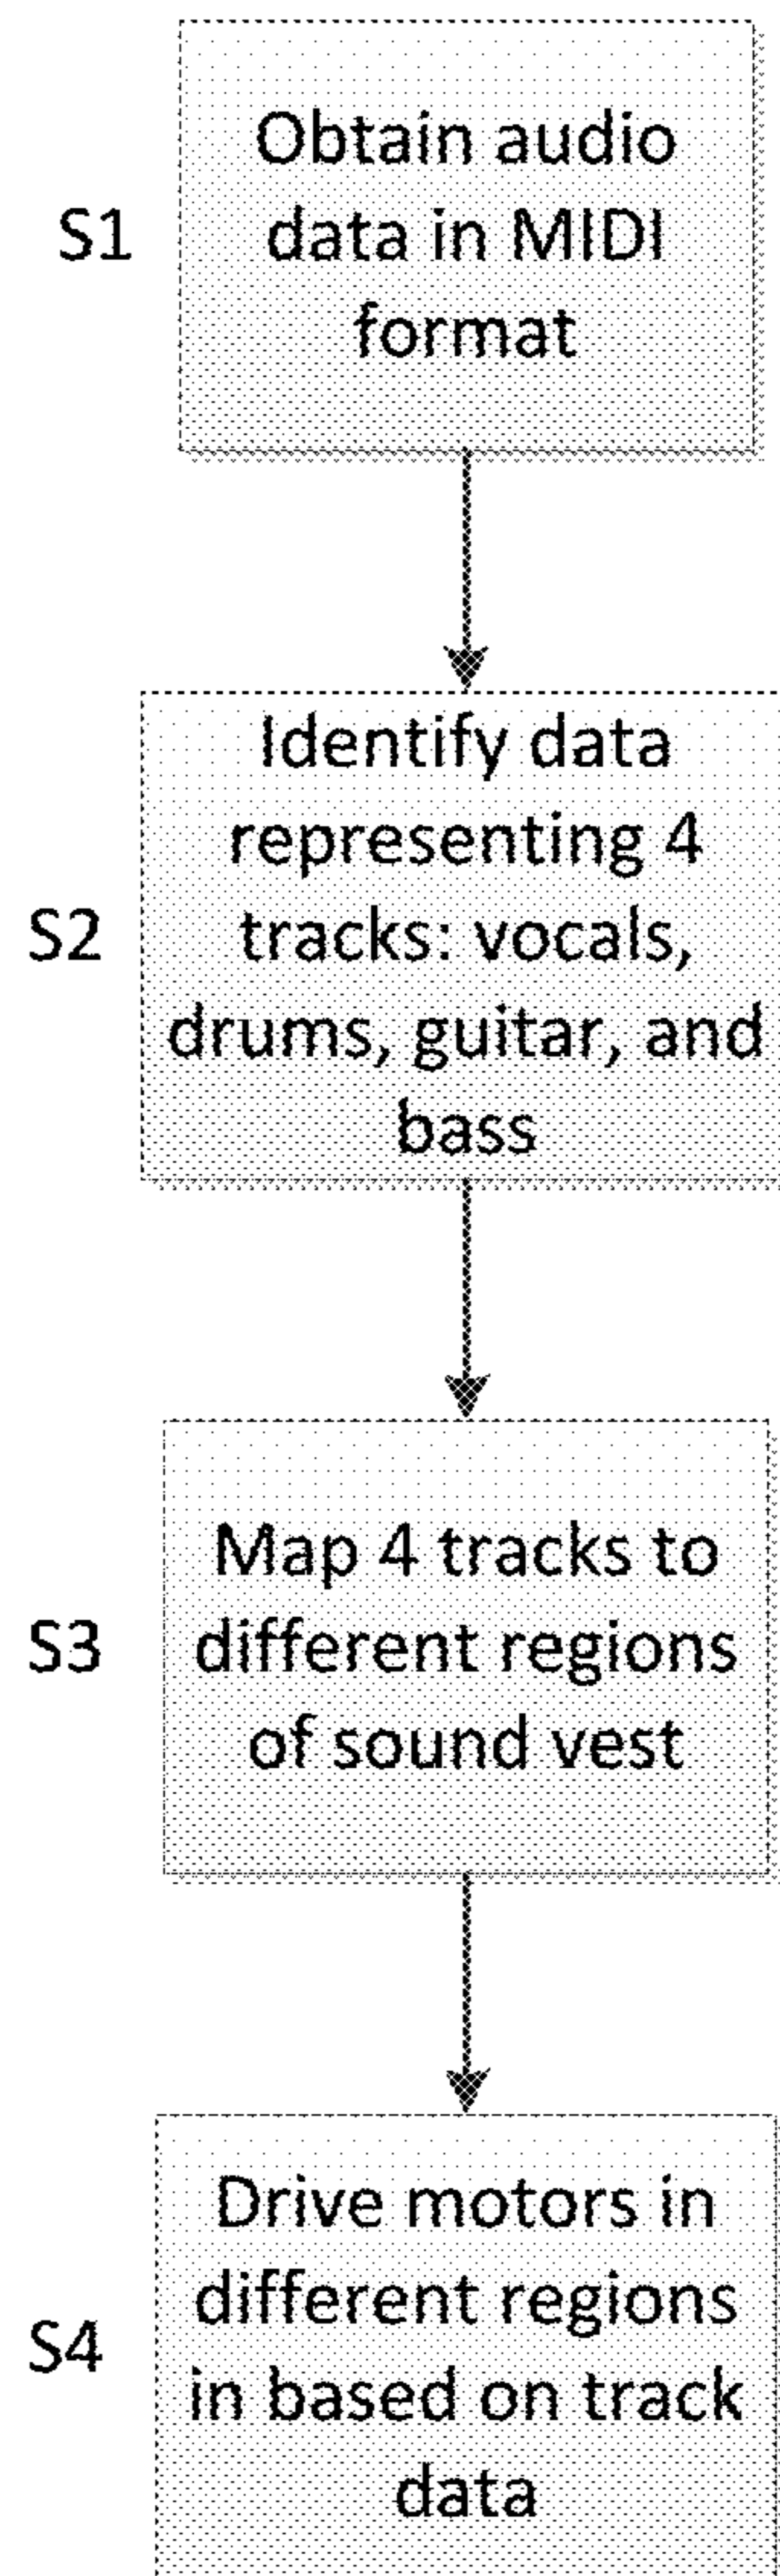 Obtain audio
S1
data in MIDI
format
Identify data
representing 4
S2
tracks: vocals,
drums, guitar, and
bass
Map 4 tracks to
S3
different regions
of sound vest
Drive motors in
different regions
S4
in based on track
data